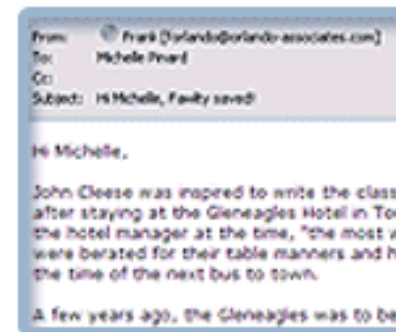 From: Frank [forlando@orlando-associates.com]
To: Michelle Pinard
Cc:
Subject: Hi Michelle, Fawlty saved!
Hi Michelle,
John Cleese was inspired to write the class
after staying at the Gleneagles Hotel in To
the hotel manager at the time, "the most w
were berated for their table manners and h
the time of the next bus to town.
A few years ago, the Gleneagles was to be